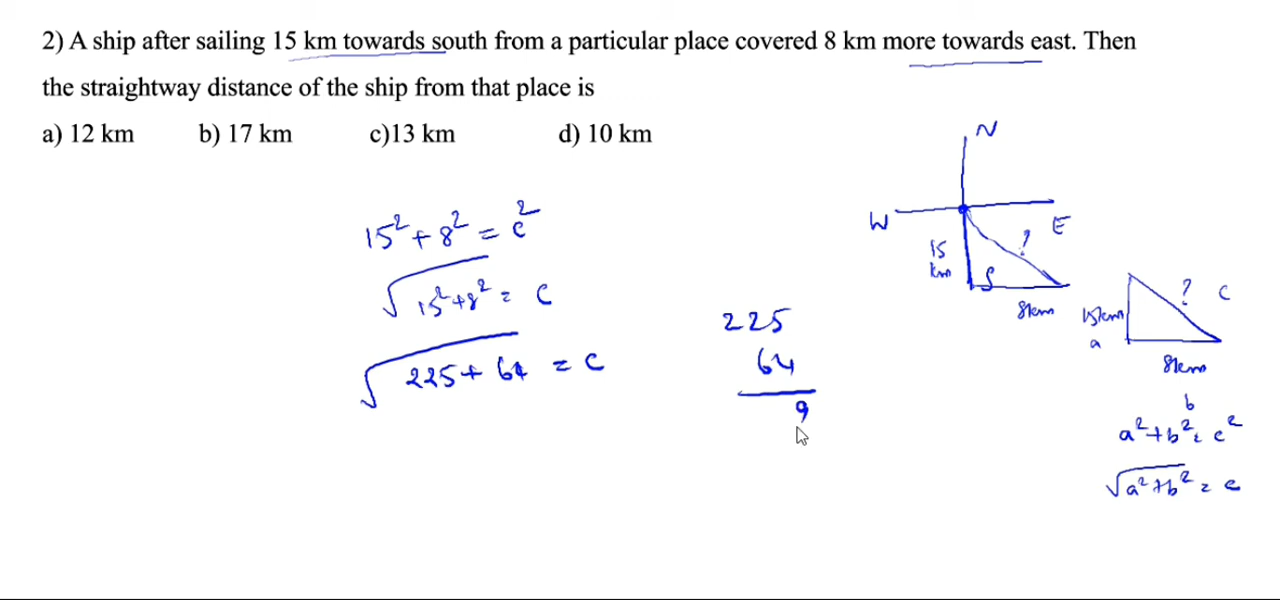 2) A ship after sailing 15 km towards south from a particular place covered 8 km more towards east. Then
the straightway distance of the ship from that place is
a) 12 km b) 17 km c)13 km d) 10 km
15² + 8² = c²
√15²+8² = c
√225 + 64 = c
225
64
9
N
W
E
S
15 km
?
8km
15km
a
? c
8km
b
a²+b² = c²
√a²+b² = c